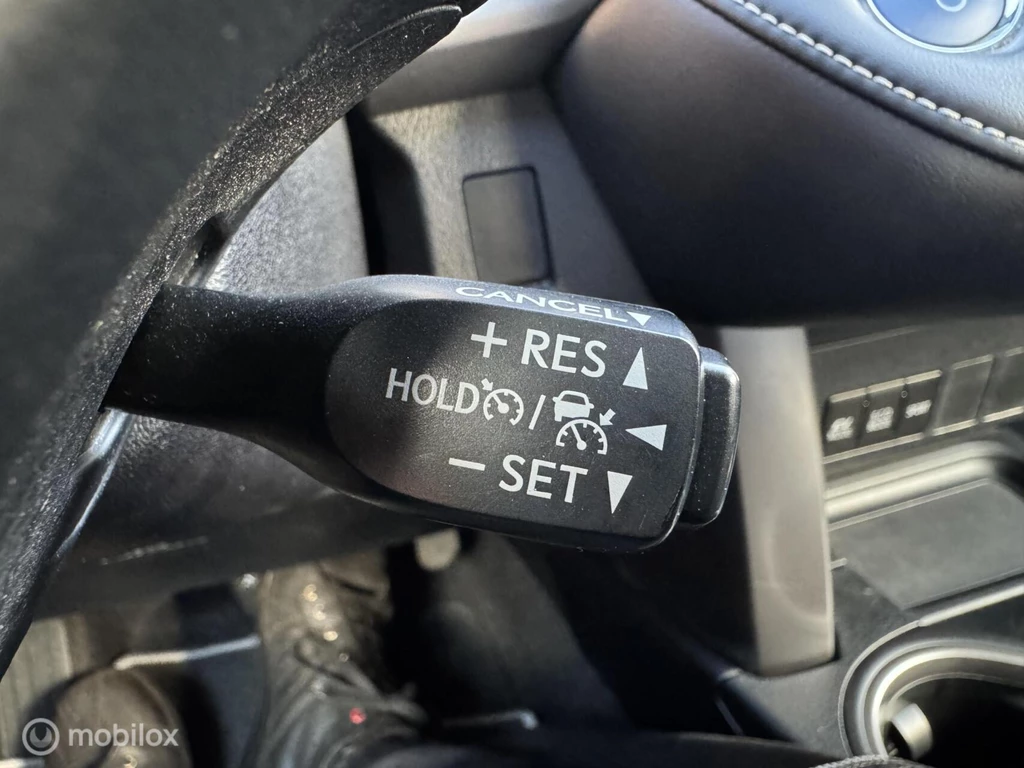 CANCEL▼
+ RES ▲
HOLD / ◀
− SET ▼
mobilox